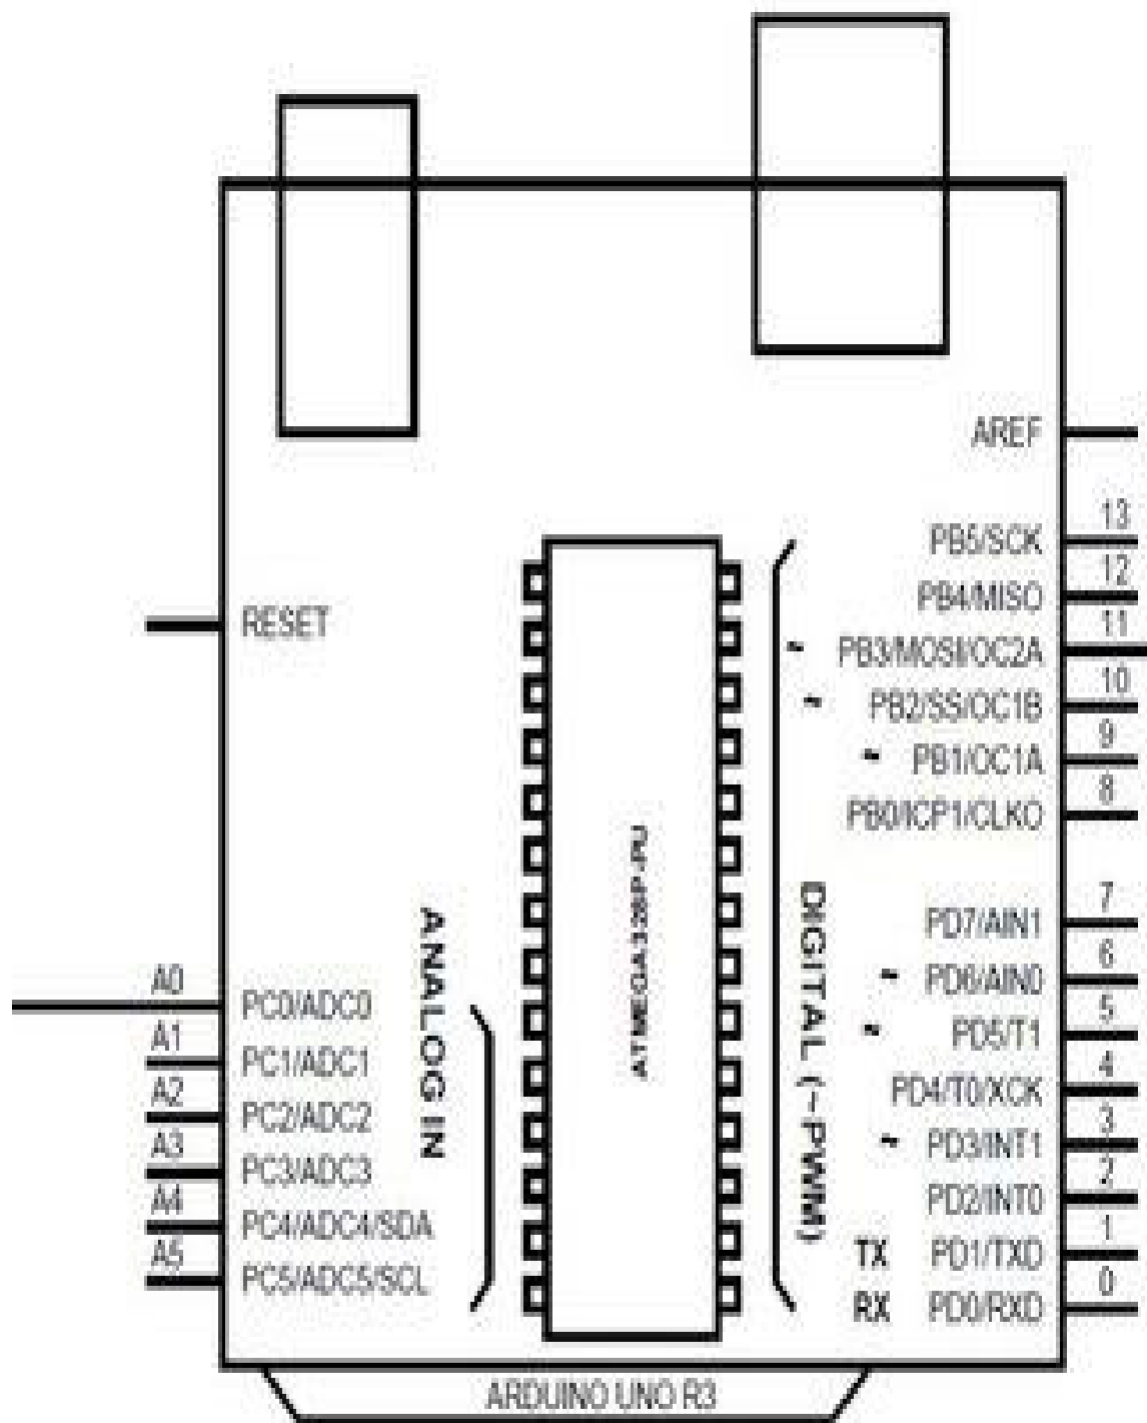 AREF
13
PB5/SCK
12
PB4/MISO
11
~ PB3/MOSI/OC2A
10
~ PB2/SS/OC1B
9
~ PB1/OC1A
8
PB0/ICP1/CLKO
7
PD7/AIN1
6
~ PD6/AIN0
5
~ PD5/T1
4
PD4/T0/XCK
3
~ PD3/INT1
2
PD2/INT0
1
TX PD1/TXD
0
RX PD0/RXD
DIGITAL (~PWM)
ATMEGA328P-PU
RESET
ANALOG IN
A0
PC0/ADC0
A1
PC1/ADC1
A2
PC2/ADC2
A3
PC3/ADC3
A4
PC4/ADC4/SDA
A5
PC5/ADC5/SCL
ARDUINO UNO R3